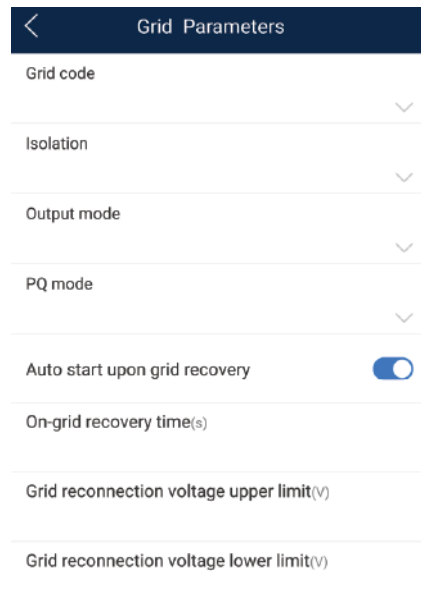 Grid Parameters
Grid code
Isolation
Output mode
PQ mode
Auto start upon grid recovery
On-grid recovery time(s)
Grid reconnection voltage upper limit(V)
Grid reconnection voltage lower limit(V)